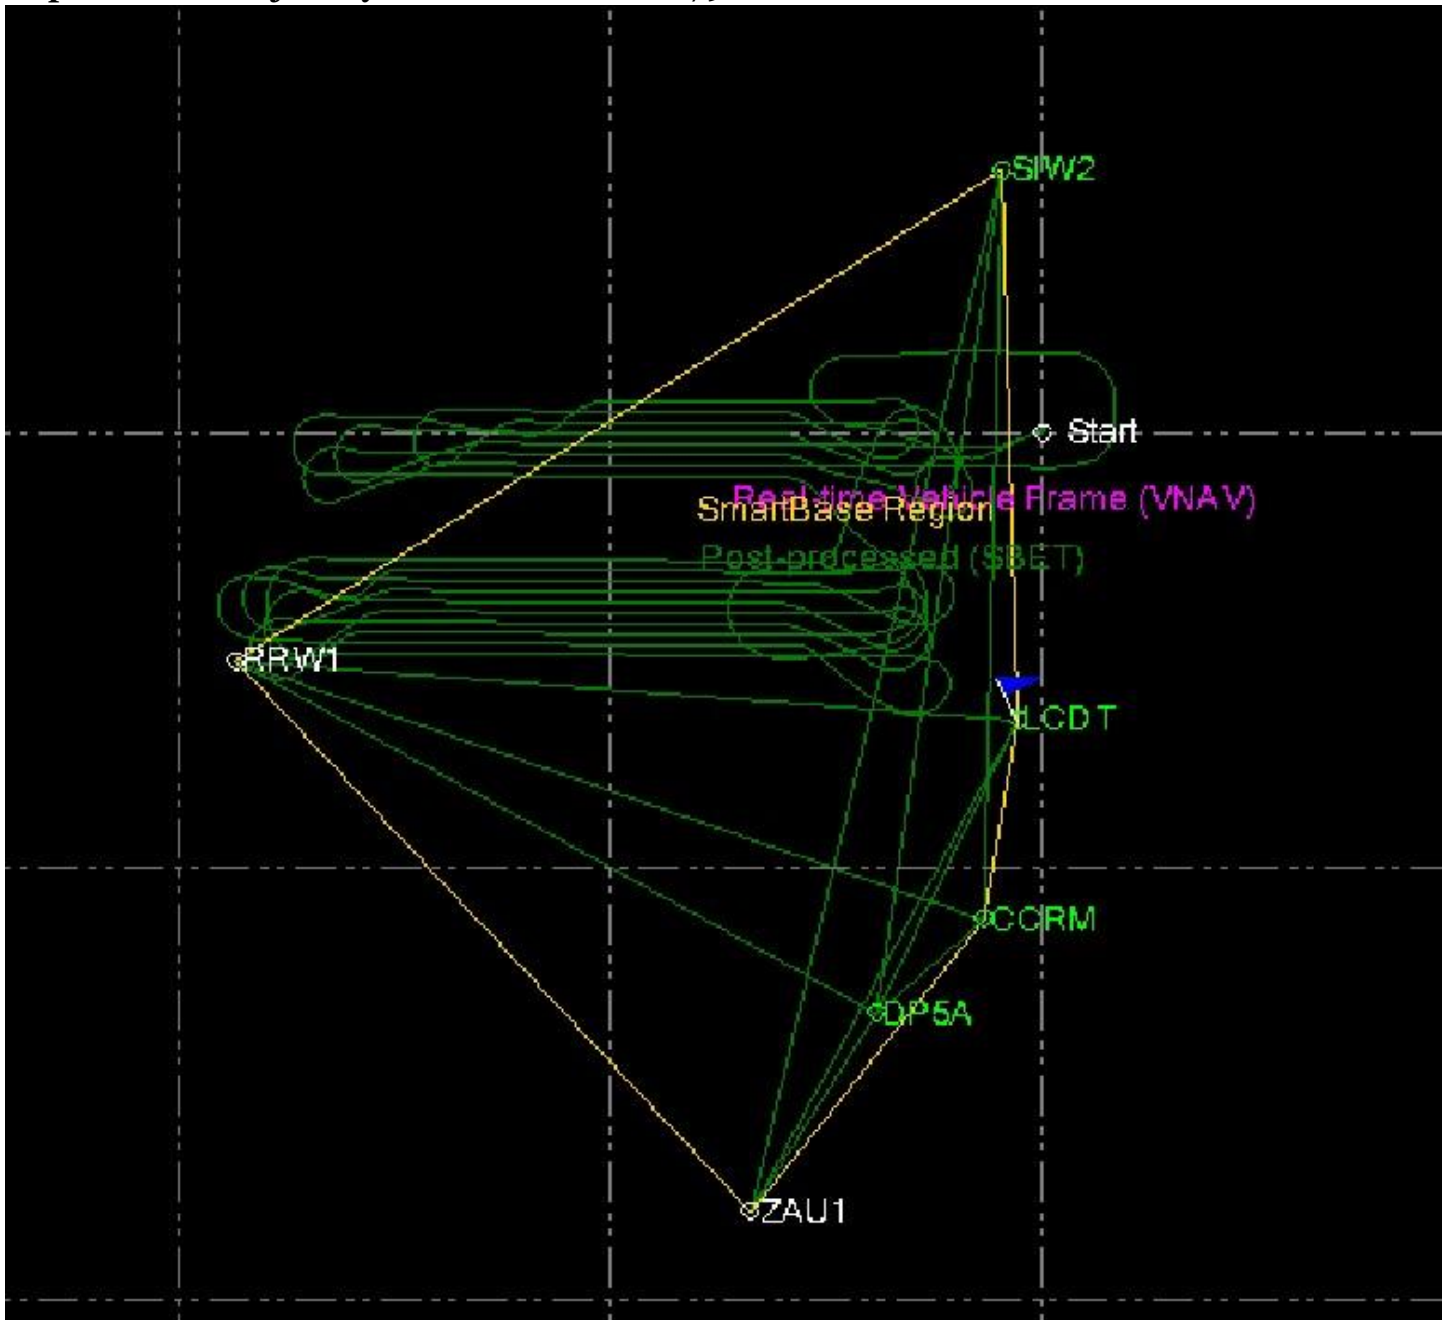 SIW2
Start
Real-time Vehicle Frame (VNAV)
SmartBase Region
Post-processed (SBET)
RRW1
LCDT
CCRM
DP5A
ZAU1